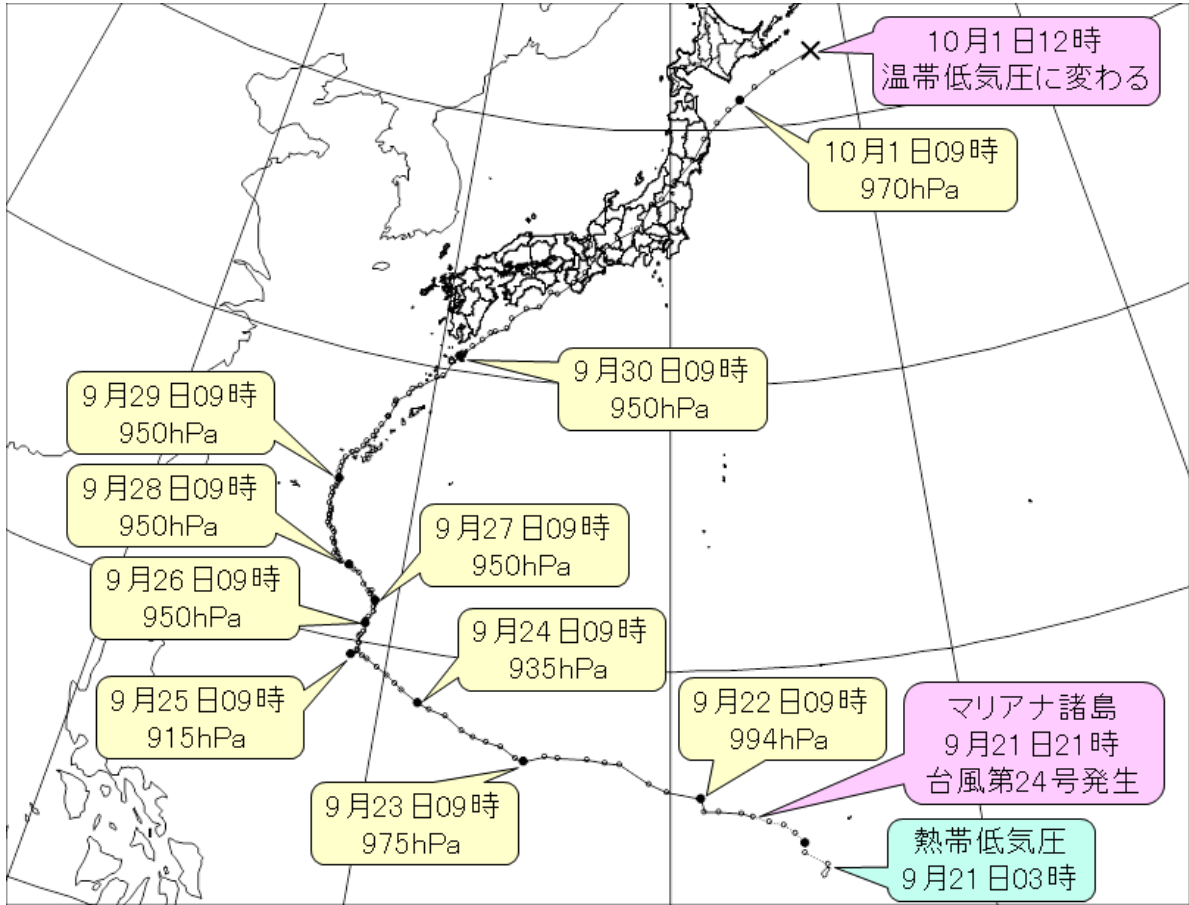 10月1日12時
温帯低気圧に変わる
10月1日09時
970hPa
9月30日09時
950hPa
9月29日09時
950hPa
9月28日09時
950hPa
9月27日09時
950hPa
9月26日09時
950hPa
9月24日09時
935hPa
9月25日09時
915hPa
9月22日09時
994hPa
マリアナ諸島
9月21日21時
台風第24号発生
9月23日09時
975hPa
熱帯低気圧
9月21日03時